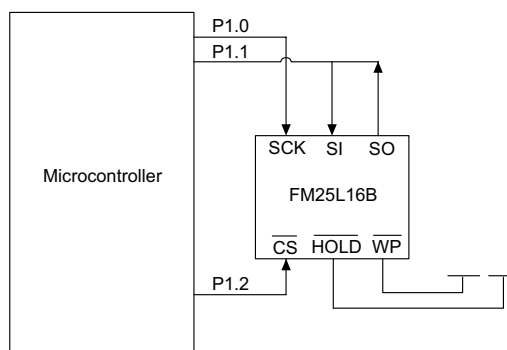 P1.0
P1.1
SCK SI SO
Microcontroller
FM25L16B
CS HOLD WP
P1.2